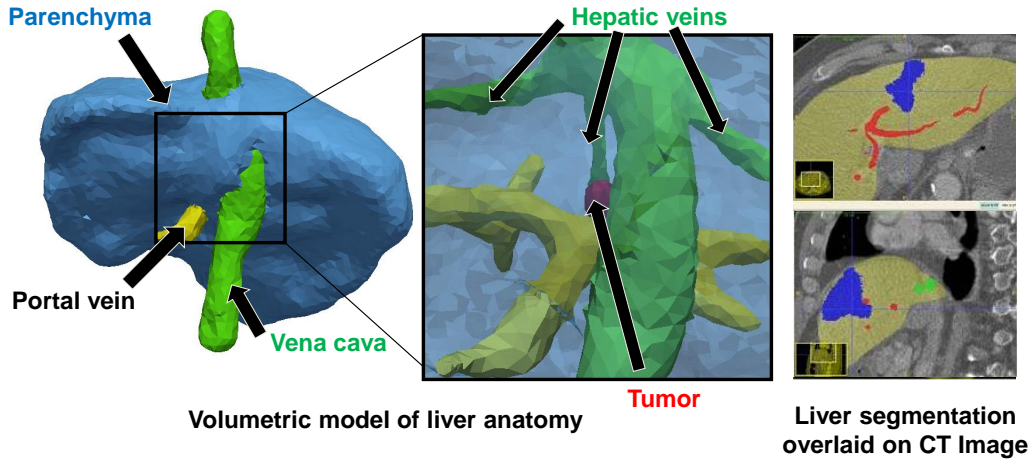 Parenchyma
Hepatic veins
Portal vein
Vena cava
Tumor
Volumetric model of liver anatomy
Liver segmentation
overlaid on CT Image